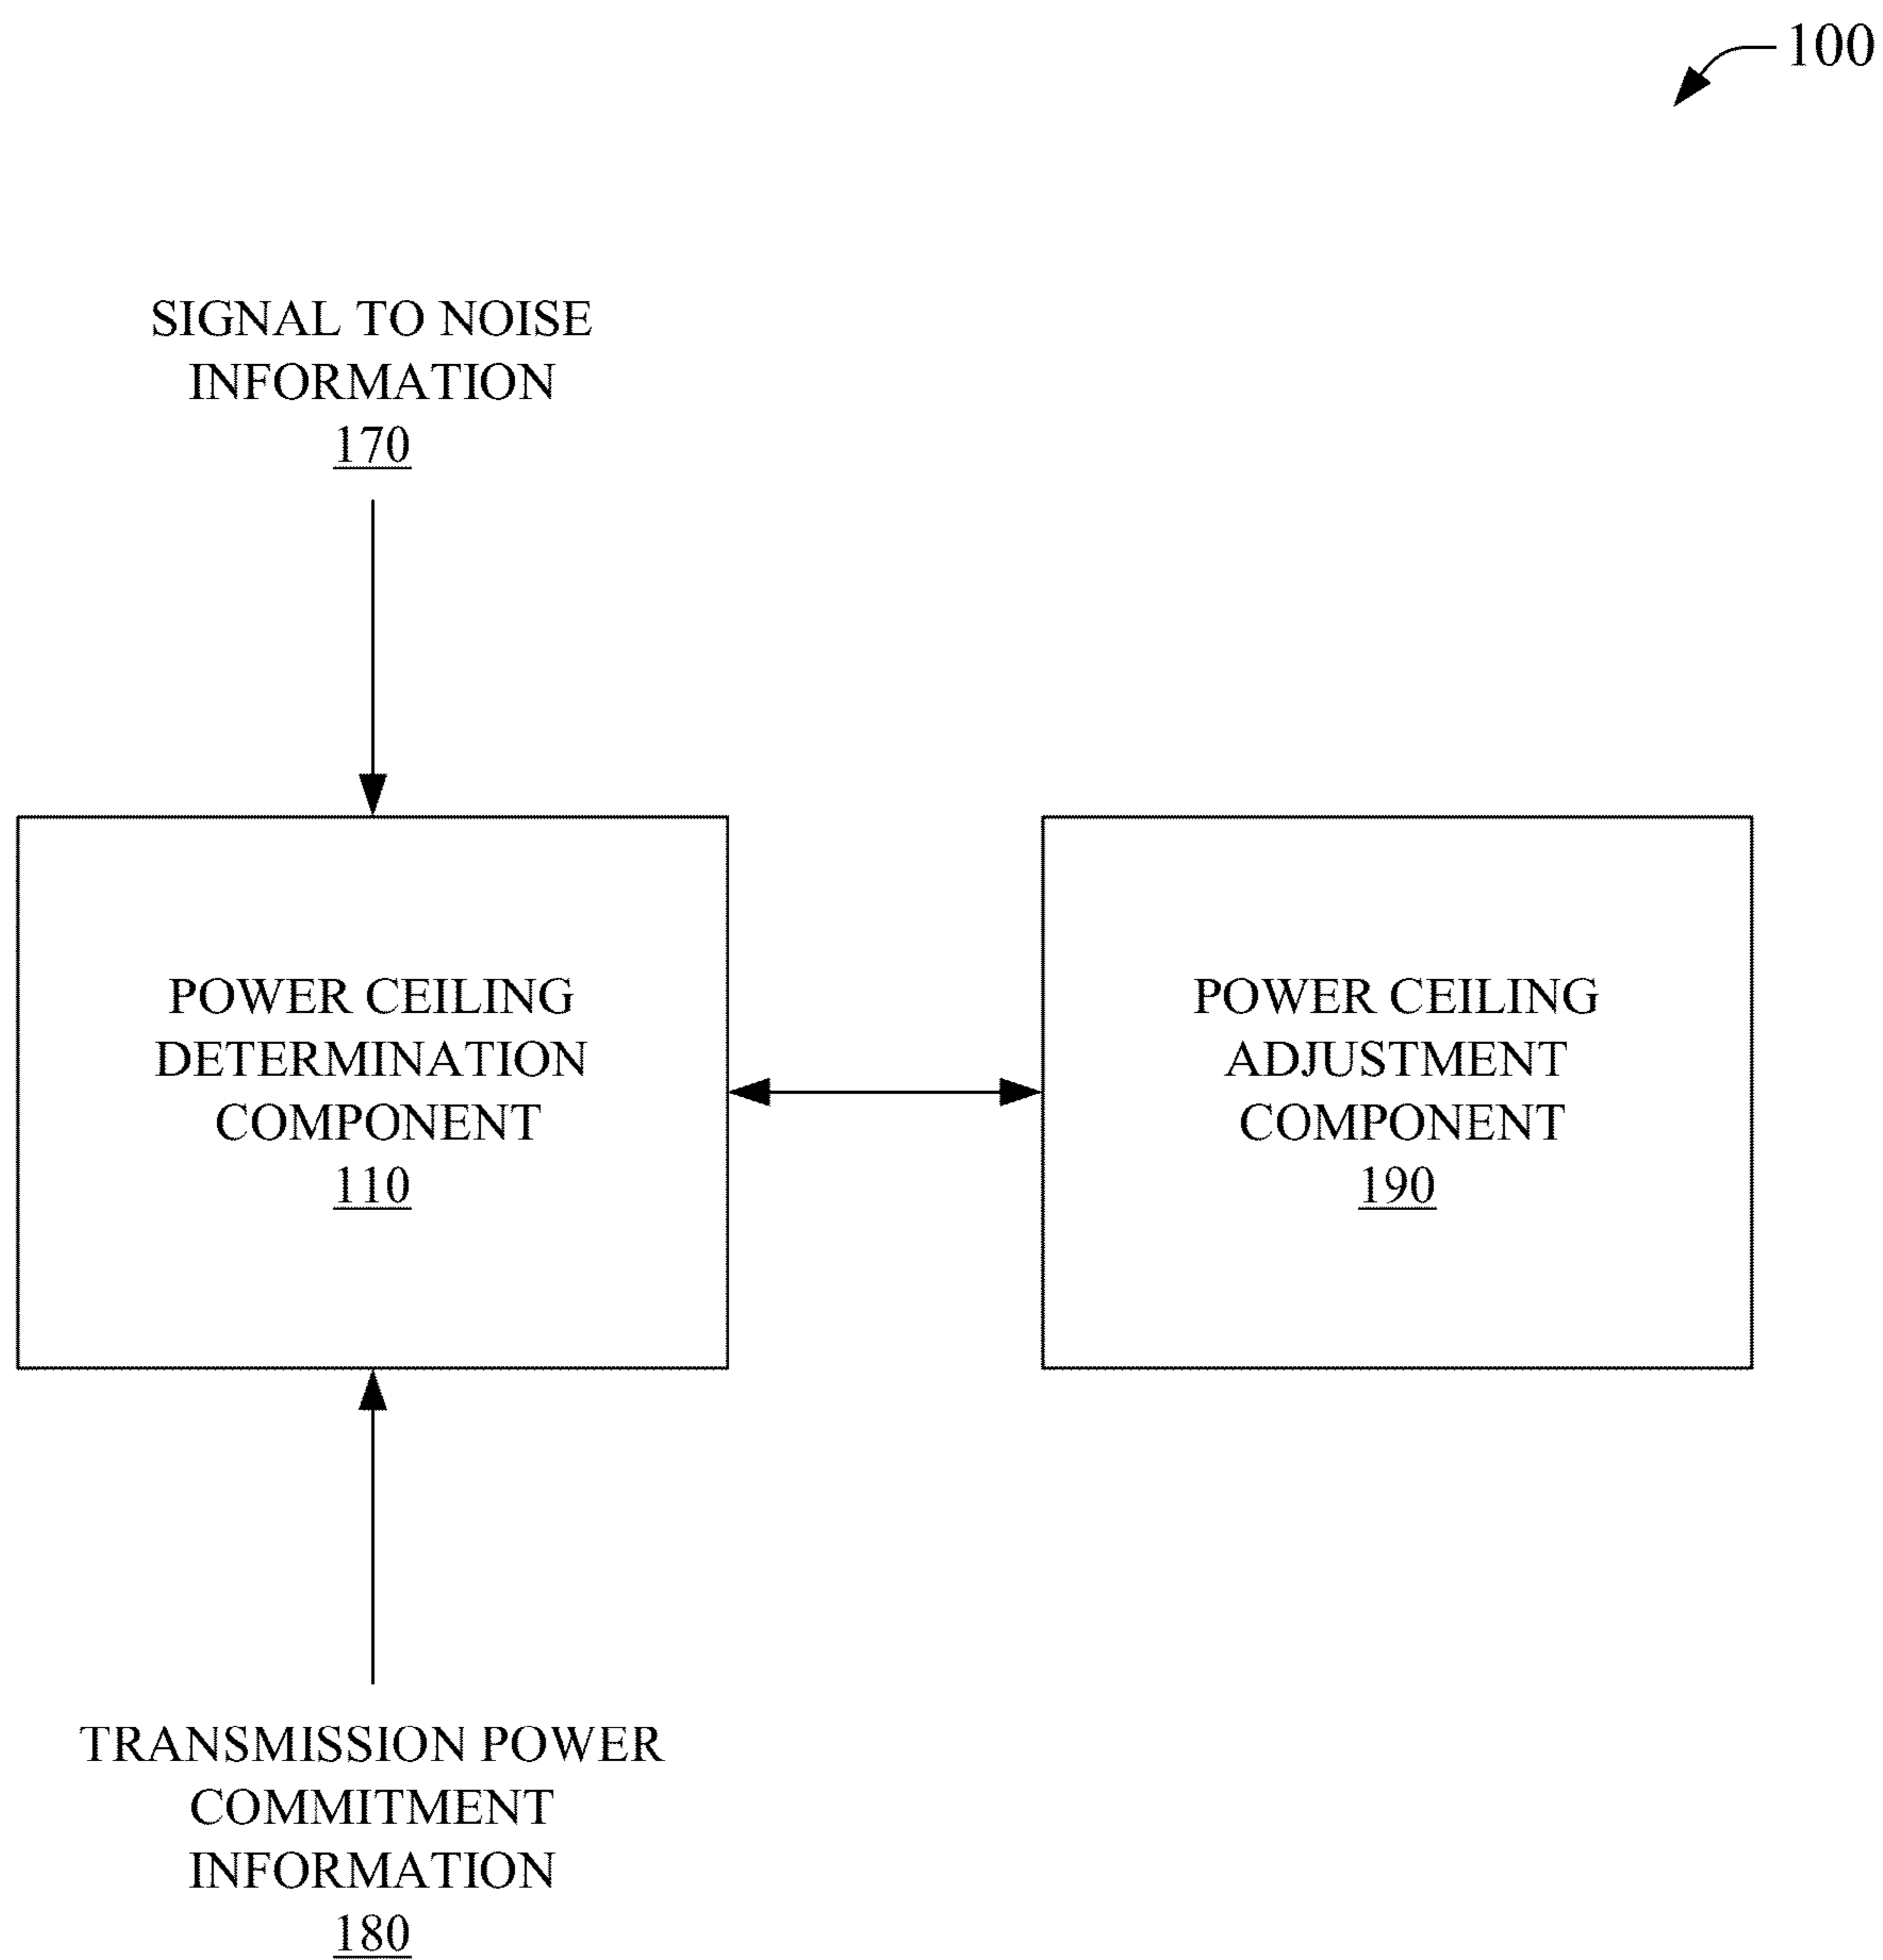 100
SIGNAL TO NOISE
INFORMATION
170
POWER CEILING
DETERMINATION
COMPONENT
110
POWER CEILING
ADJUSTMENT
COMPONENT
190
TRANSMISSION POWER
COMMITMENT
INFORMATION
180